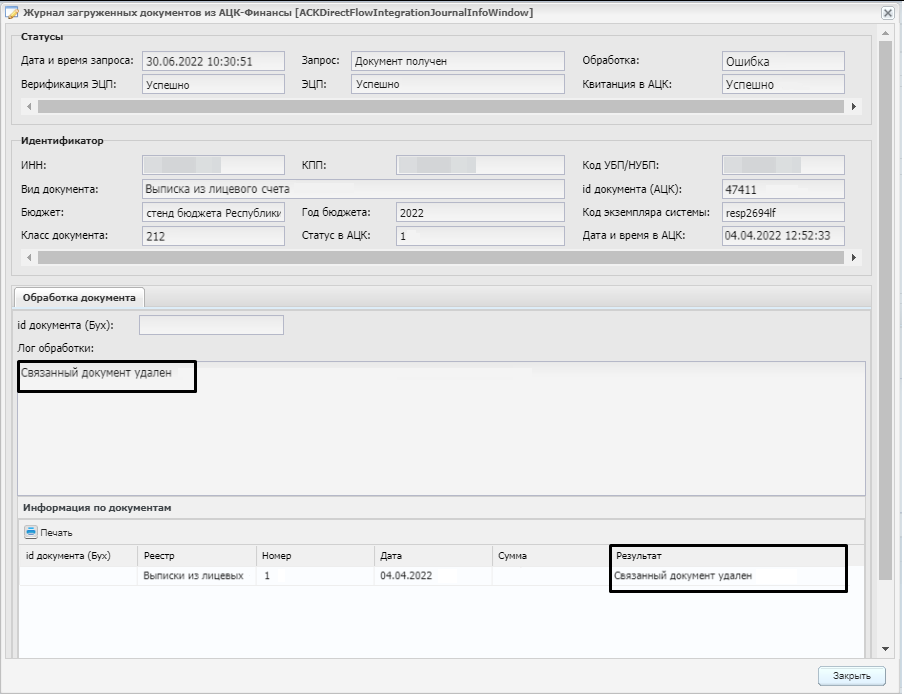 Журнал загруженных документов из АЦК-Финансы [ACKDirectFlowIntegrationJournalInfoWindow]
Статусы
Дата и время запроса: 30.06.2022 10:30:51 Запрос: Документ получен Обработка: Ошибка
Верификация ЭЦП: Успешно ЭЦП: Успешно Квитанция в АЦК: Успешно
Идентификатор
ИНН: КПП: Код УБП/НУБП:
Вид документа: Выписка из лицевого счета id документа (АЦК): 47411
Бюджет: стенд бюджета Республики Год бюджета: 2022 Код экземпляра системы: resp2694lf
Класс документа: 212 Статус в АЦК: 1 Дата и время в АЦК: 04.04.2022 12:52:33
Обработка документа
id документа (Бух):
Лог обработки:
Связанный документ удален
Информация по документам
Печать
id документа (Бух) Реестр Номер Дата Сумма Результат
Выписки из лицевых 1 04.04.2022 Связанный документ удален
Закрыть